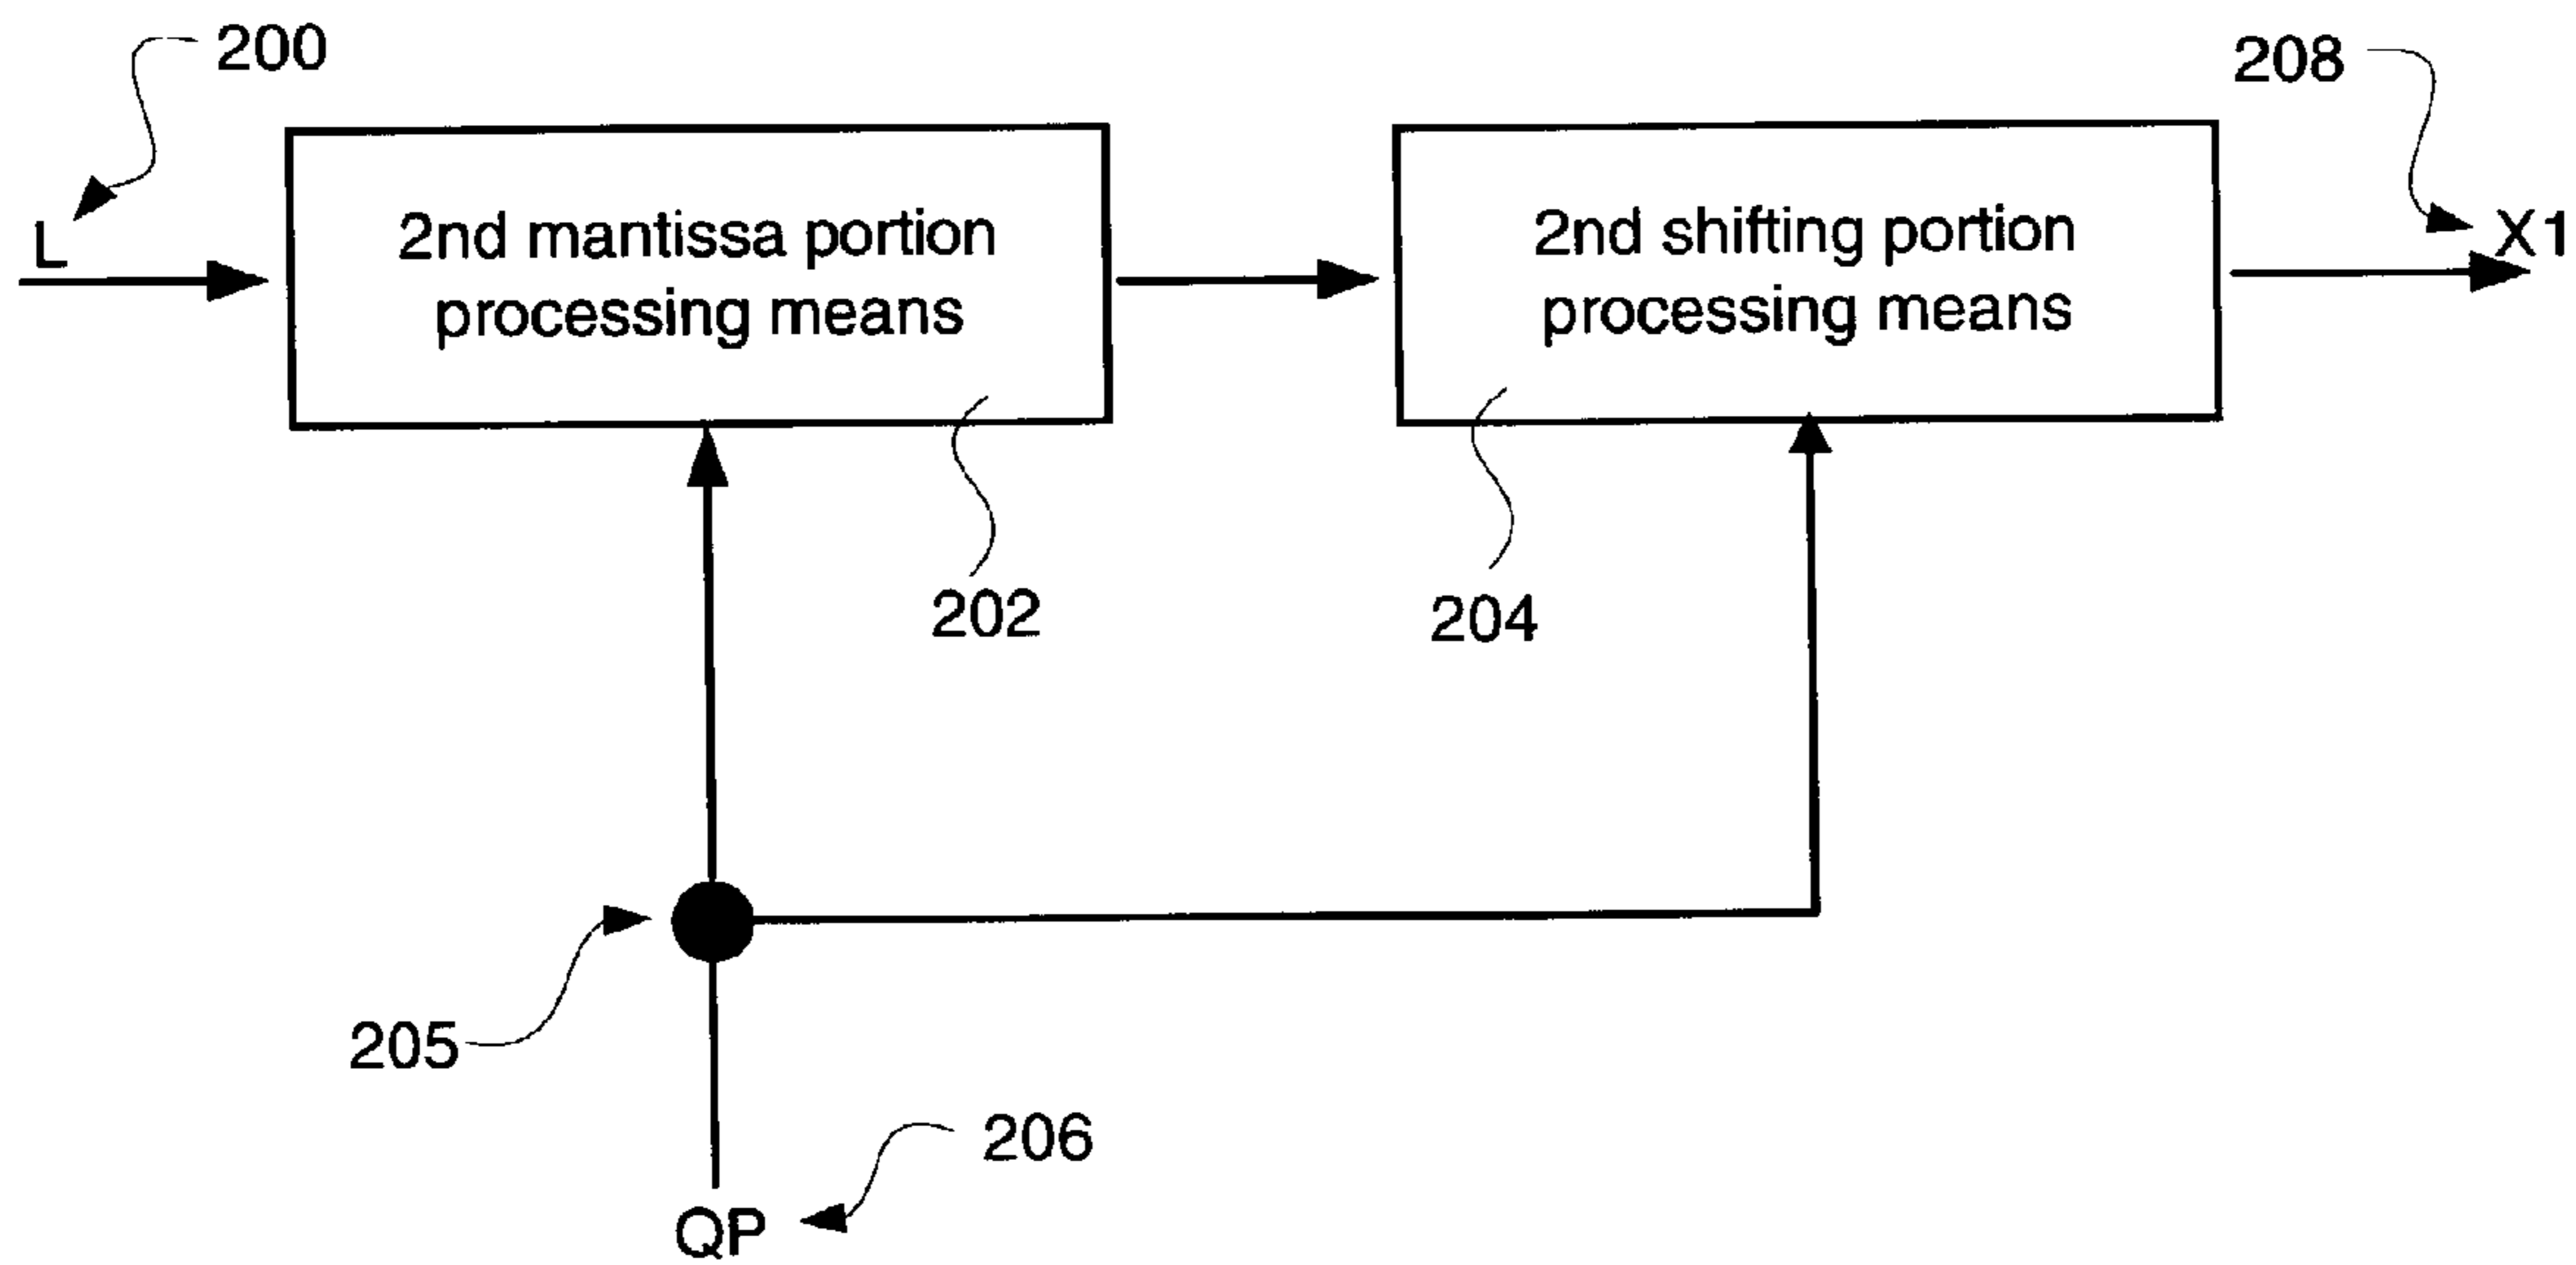 200
208
L
2nd mantissa portion
processing means
2nd shifting portion
processing means
X1
202
204
205
206
QP